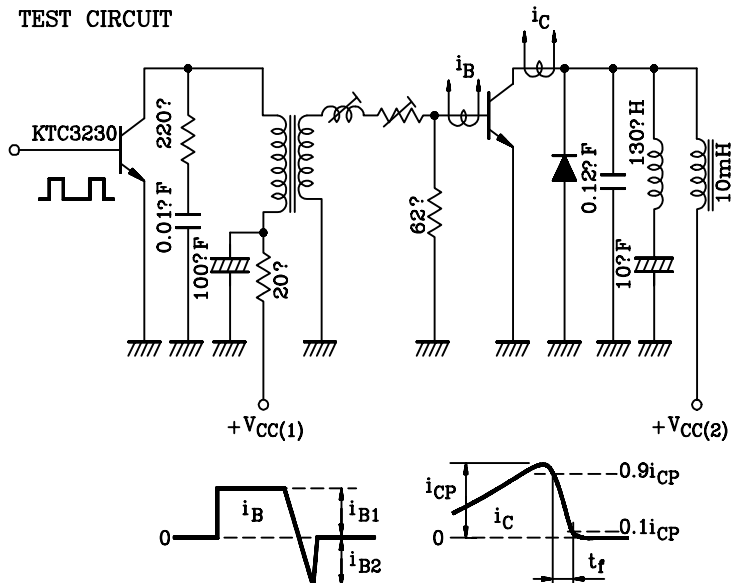 TEST CIRCUIT
iC
iB
KTC3230
220?
0.01?F
100?F
20?
62?
0.12?F
130?H
10?F
10mH
+VCC(1)
+VCC(2)
iB
iB1
0
iB2
iCP
iC
0
0.9iCP
0.1iCP
tf